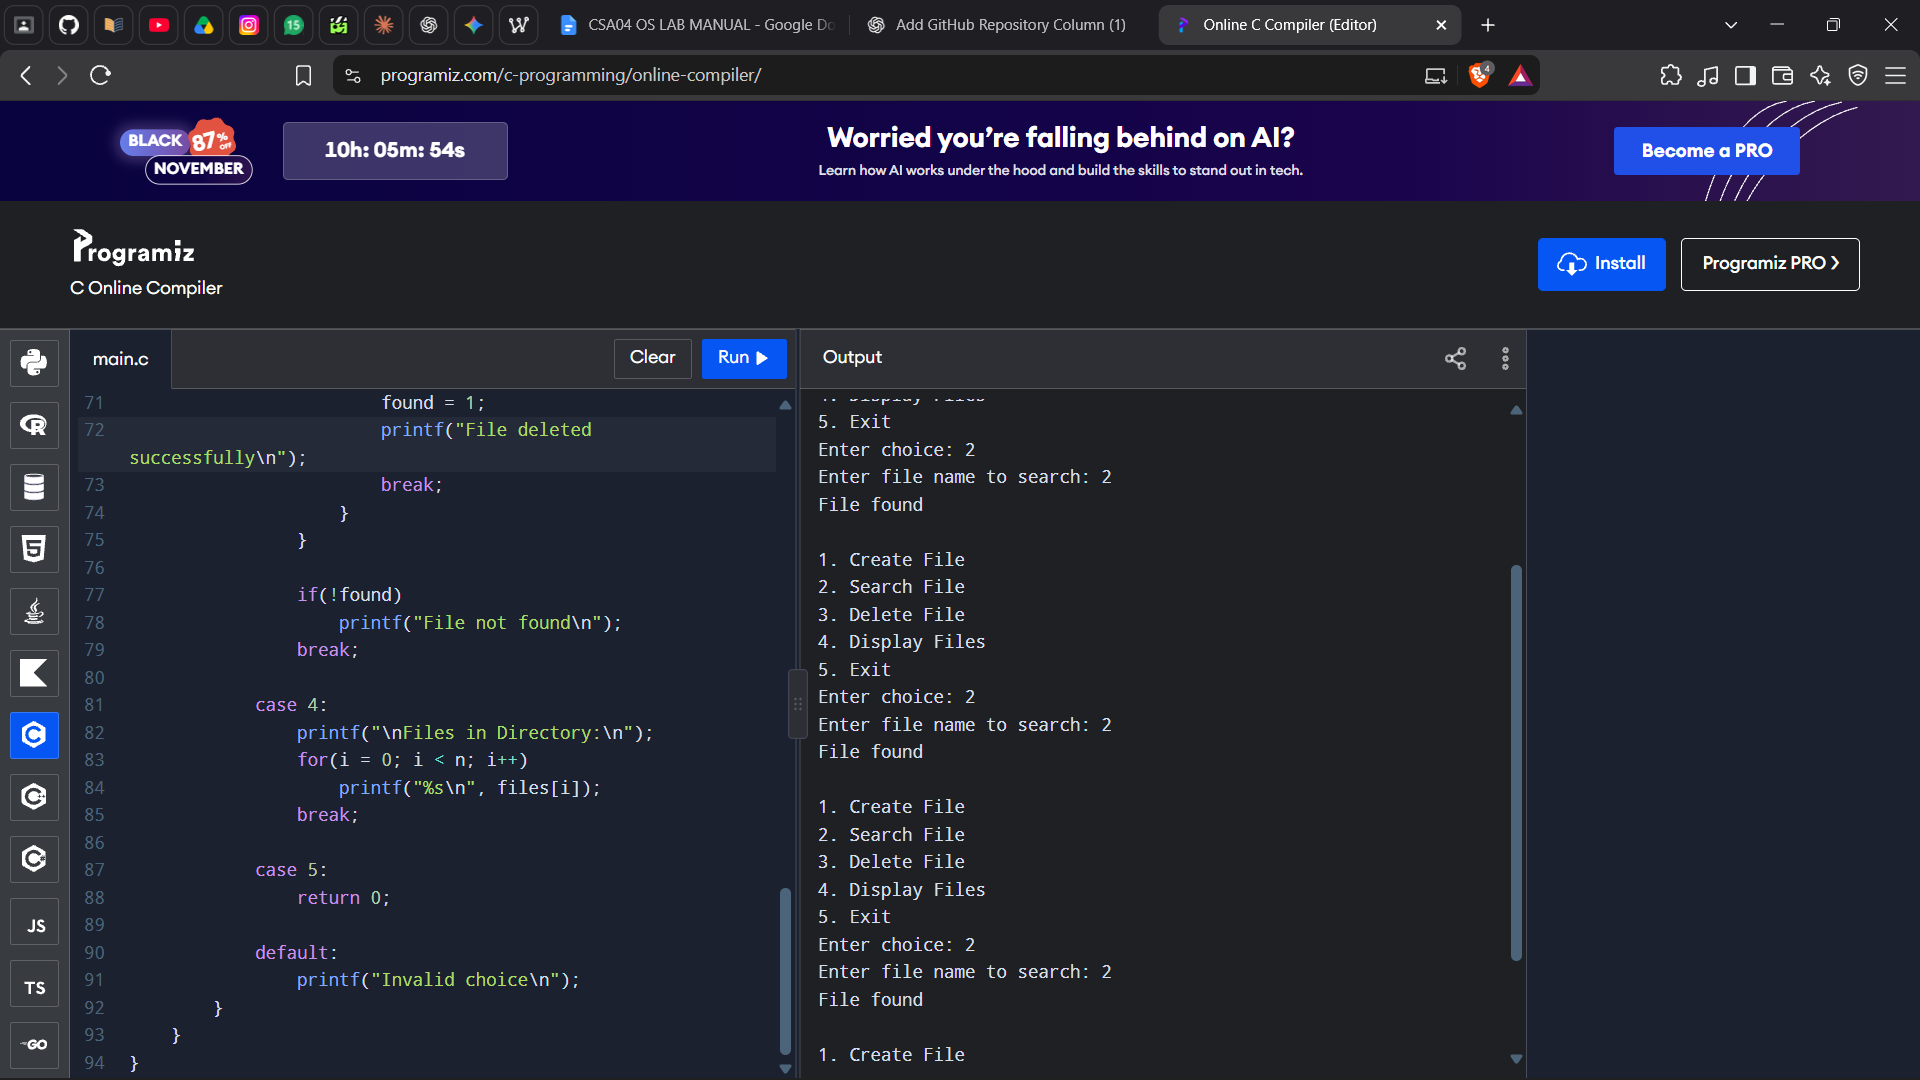 15
CSA04 OS LAB MANUAL - Google Do
Add GitHub Repository Column (1)
Online C Compiler (Editor)
programiz.com/c-programming/online-compiler/
4
BLACK 87% OFF
NOVEMBER
10h: 05m: 54s
Worried you're falling behind on AI?
Learn how AI works under the hood and build the skills to stand out in tech.
Become a PRO
Programiz
C Online Compiler
Install
Programiz PRO >
main.c
Clear
Run
Output
71 found = 1;
72 printf("File deleted
successfully\n");
73 break;
74 }
75 }
76
77 if(!found)
78 printf("File not found\n");
79 break;
80
81 case 4:
82 printf("\nFiles in Directory:\n");
83 for(i = 0; i < n; i++)
84 printf("%s\n", files[i]);
85 break;
86
87 case 5:
88 return 0;
89
90 default:
91 printf("Invalid choice\n");
92 }
93 }
94 }
4. Display Files
5. Exit
Enter choice: 2
Enter file name to search: 2
File found
1. Create File
2. Search File
3. Delete File
4. Display Files
5. Exit
Enter choice: 2
Enter file name to search: 2
File found
1. Create File
2. Search File
3. Delete File
4. Display Files
5. Exit
Enter choice: 2
Enter file name to search: 2
File found
1. Create File
R
5
C
C
C
JS
TS
GO